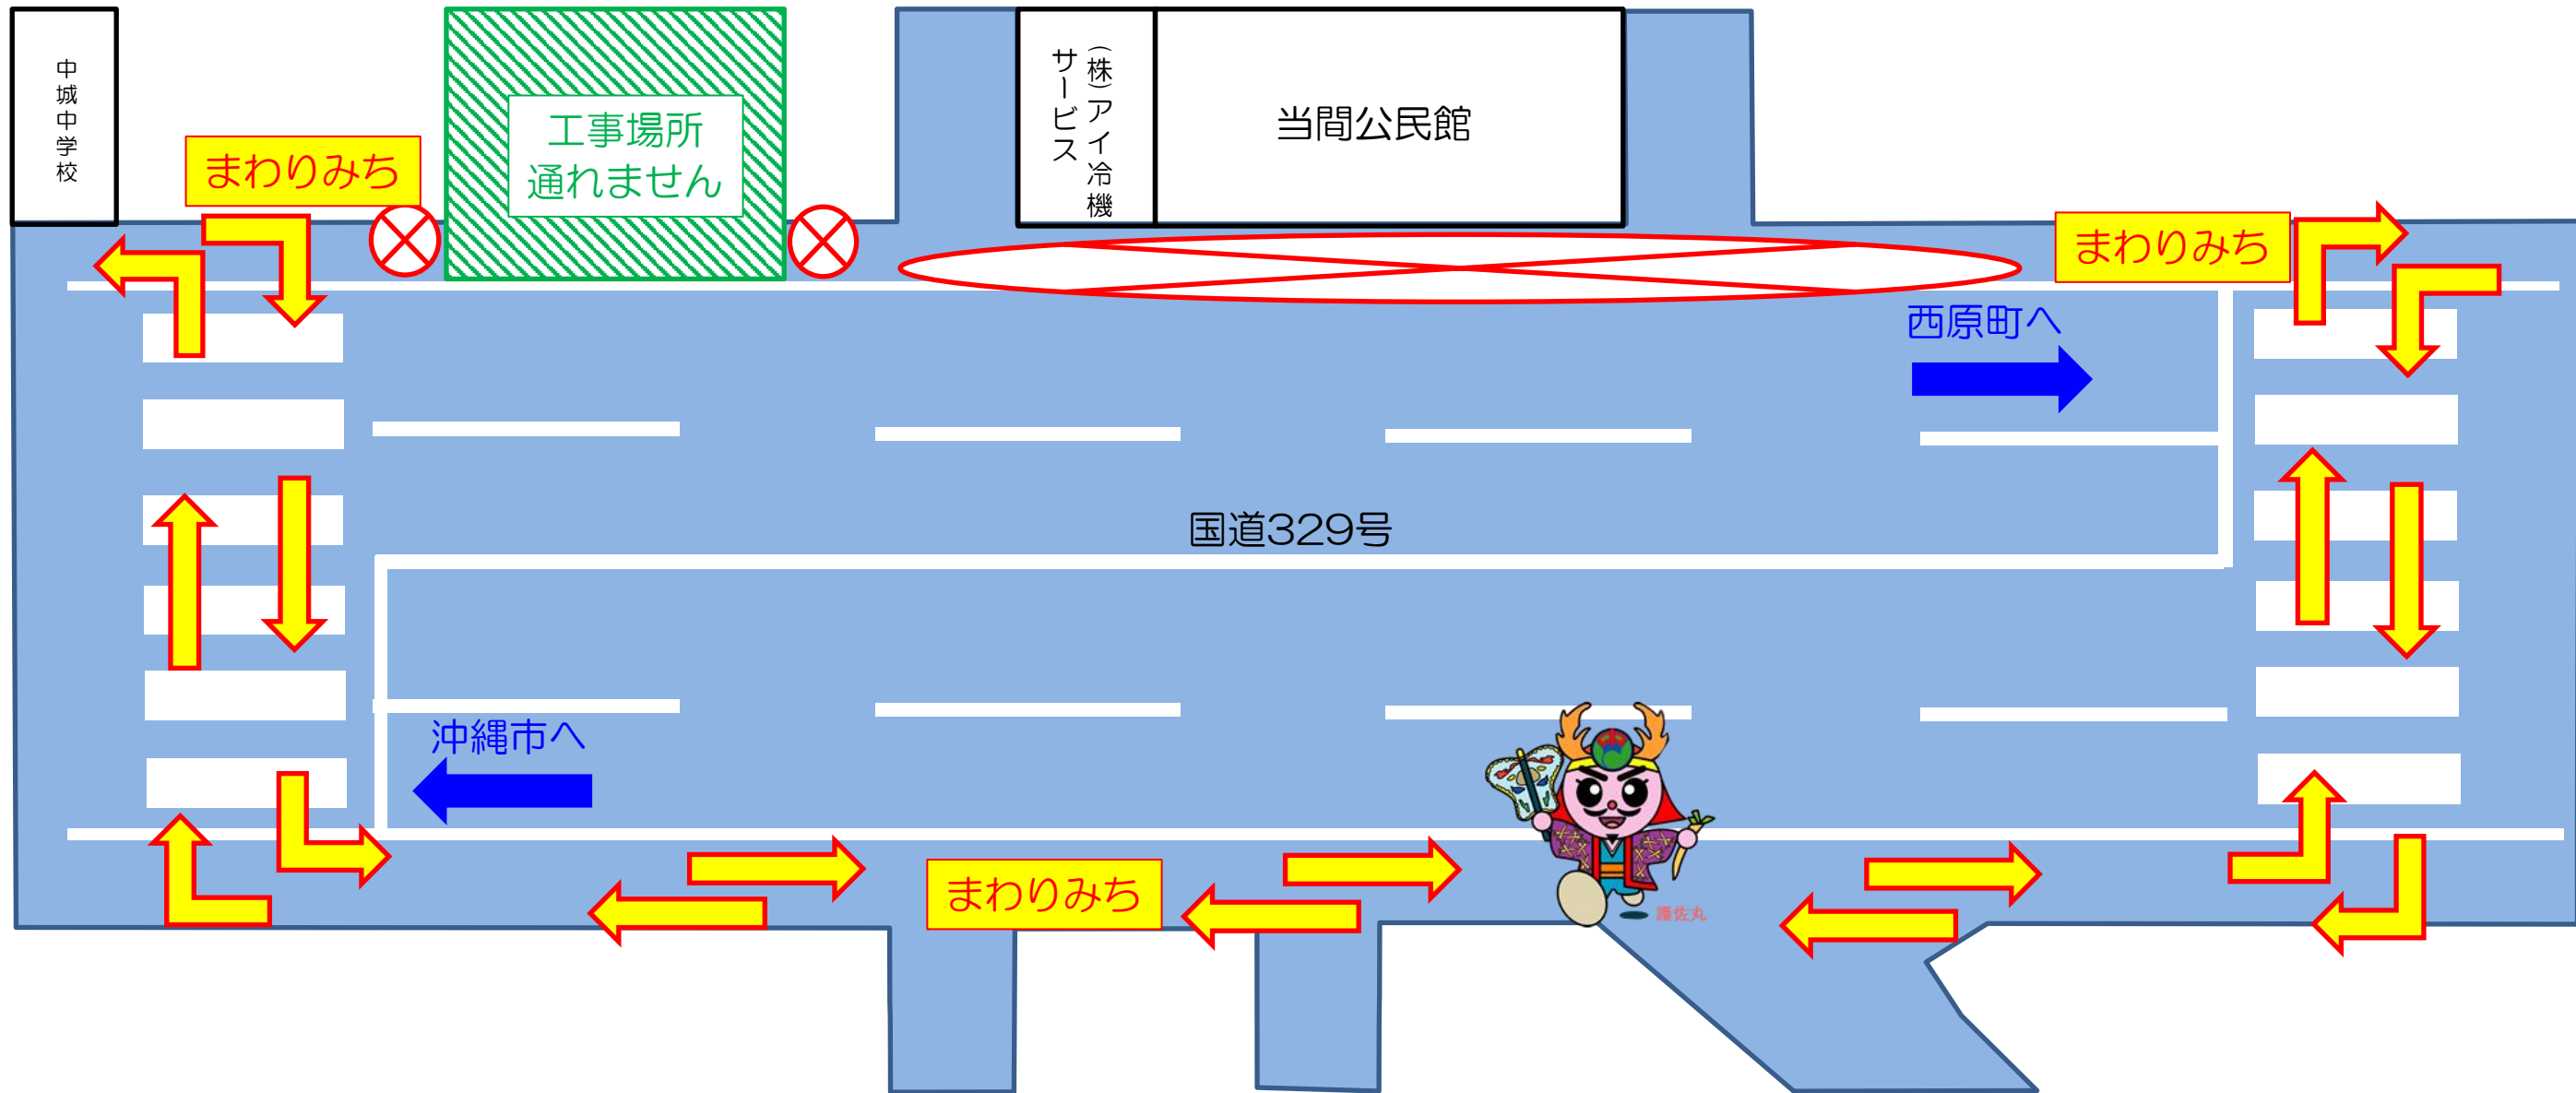 中城中学校
工事場所
通れません
まわりみち
(株)アイ冷機
サービス
当間公民館
まわりみち
西原町へ
国道329号
沖縄市へ
まわりみち
護佐丸